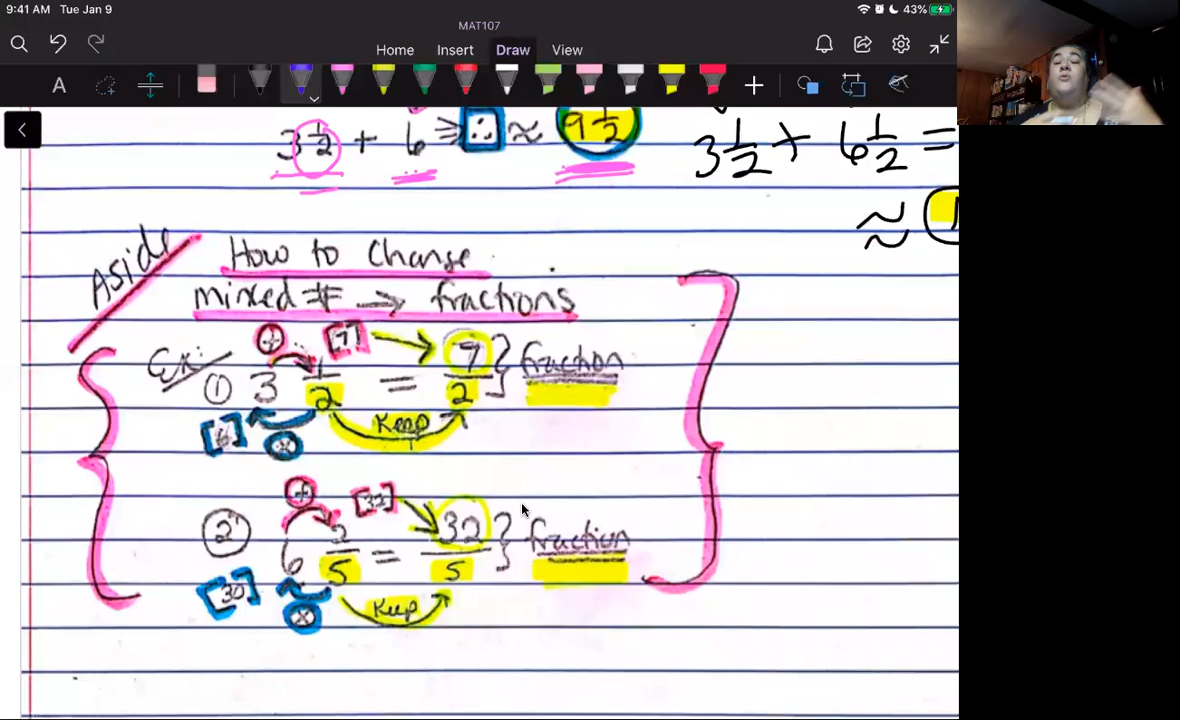 9:41 AM Tue Jan 9
43%
MAT107
Home Insert Draw View
A
3 1/2 + 6 ≈ 9 1/2
3 1/2 + 6 1/2 =
≈
Aside
How to Change
mixed # → fractions
Ex:
+ [7]
① 3 1/2 = 7/2 } fraction
[6] x Keep
+ [32]
② 6 2/5 = 32/5 } fraction
[30] x Keep